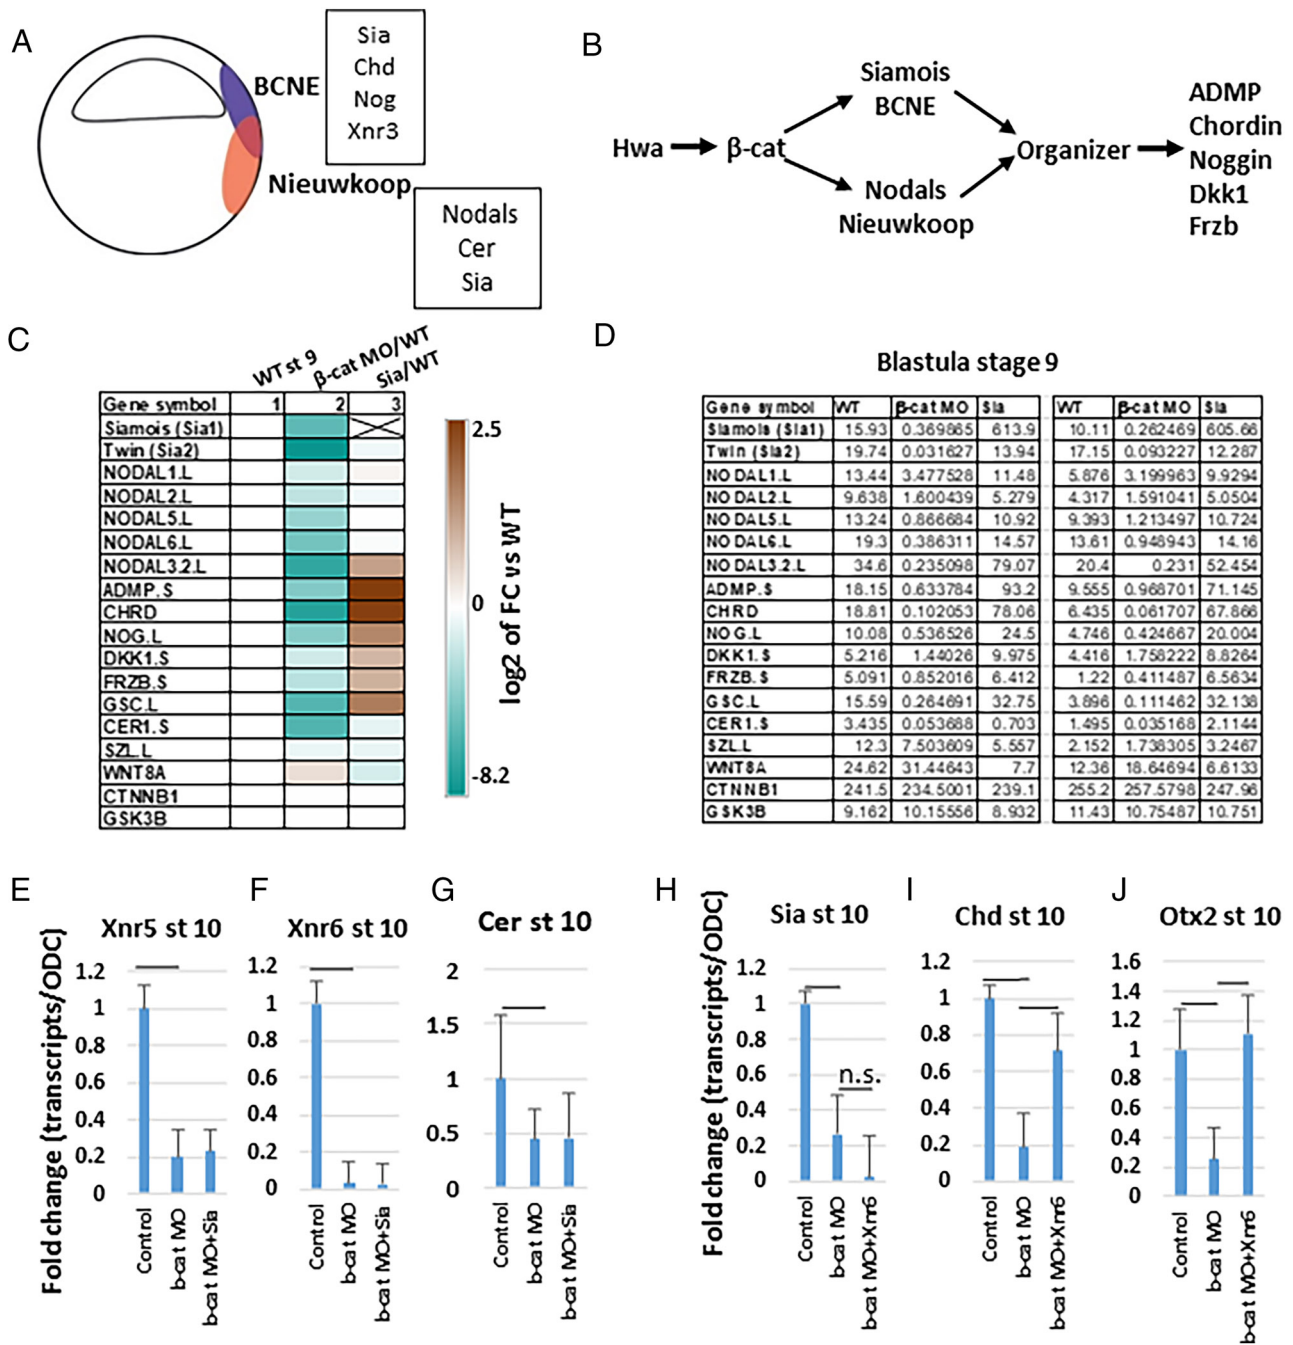 A
BCNE
Sia
Chd
Nog
Xnr3
Nieuwkoop
Nodals
Cer
Sia
B
Hwa
β-cat
Siamois
BCNE
Nodals
Nieuwkoop
Organizer
ADMP
Chordin
Noggin
Dkk1
Frzb
C
WT st 9
β-cat MO/WT
Sia/WT
Gene symbol 1 2 3
Siamois (Sia1)
Twin (Sia2)
NODAL1.L
NODAL2.L
NODAL5.L
NODAL6.L
NODAL3.2.L
ADMP.S
CHRD
NOG.L
DKK1.S
FRZB.S
GSC.L
CER1.S
SZL.L
WNT8A
CTNNB1
GSK3B
2.5
0
-8.2
log2 of FC vs WT
D
Blastula stage 9
Gene symbol WT β-cat MO Sia WT β-cat MO Sia
Siamois (Sia1) 15.93 0.369865 613.9 10.11 0.262469 605.66
Twin (Sia2) 19.74 0.031627 13.94 17.15 0.093227 12.287
NODAL1.L 13.44 3.477528 11.48 5.876 3.199963 9.9294
NODAL2.L 9.638 1.600439 5.279 4.317 1.591041 5.0504
NODAL5.L 13.24 0.866684 10.92 9.393 1.213497 10.724
NODAL6.L 19.3 0.386311 14.57 13.61 0.948943 14.16
NODAL3.2.L 34.6 0.235098 79.07 20.4 0.231 52.454
ADMP.S 18.15 0.633784 93.2 9.555 0.968701 71.145
CHRD 18.81 0.102053 78.06 6.435 0.061707 67.866
NOG.L 10.08 0.536526 24.5 4.746 0.424667 20.004
DKK1.S 5.216 1.44026 9.975 4.416 1.758222 8.8264
FRZB.S 5.091 0.852016 6.412 1.22 0.411487 6.5634
GSC.L 15.59 0.264691 32.75 3.896 0.111462 32.138
CER1.S 3.435 0.053688 0.703 1.495 0.035168 2.1144
SZL.L 12.3 7.503609 5.557 2.152 1.738305 3.2467
WNT8A 24.62 31.44643 7.7 12.36 18.64694 6.6133
CTNNB1 241.5 234.5001 239.1 255.2 257.5798 247.96
GSK3B 9.162 10.15556 8.932 11.43 10.75487 10.751
E
Xnr5 st 10
Fold change (transcripts/ODC)
1.2
1
0.8
0.6
0.4
0.2
0
Control
b-cat MO
b-cat MO+Sia
F
Xnr6 st 10
1.2
1
0.8
0.6
0.4
0.2
0
Control
b-cat MO
b-cat MO+Sia
G
Cer st 10
2
1.5
1
0.5
0
Control
b-cat MO
b-cat MO+Sia
H
Sia st 10
Fold change (transcripts/ODC)
1.2
1
0.8
0.6
0.4
0.2
0
n.s.
Control
b-cat MO
b-cat MO+Xnr6
I
Chd st 10
1.2
1
0.8
0.6
0.4
0.2
0
Control
b-cat MO
b-cat MO+Xnr6
J
Otx2 st 10
1.6
1.4
1.2
1
0.8
0.6
0.4
0.2
0
Control
b-cat MO
b-cat MO+Xnr6